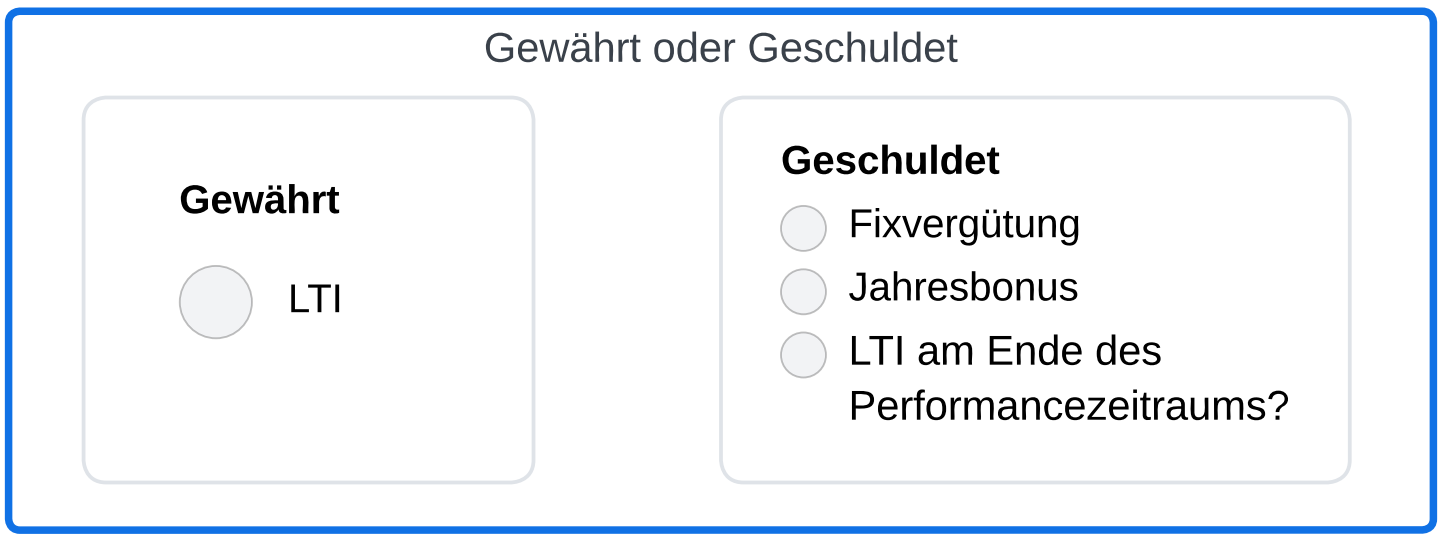 Gewährt oder Geschuldet
Gewährt
LTI
Geschuldet
Fixvergütung
Jahresbonus
LTI am Ende des
Performancezeitraums?